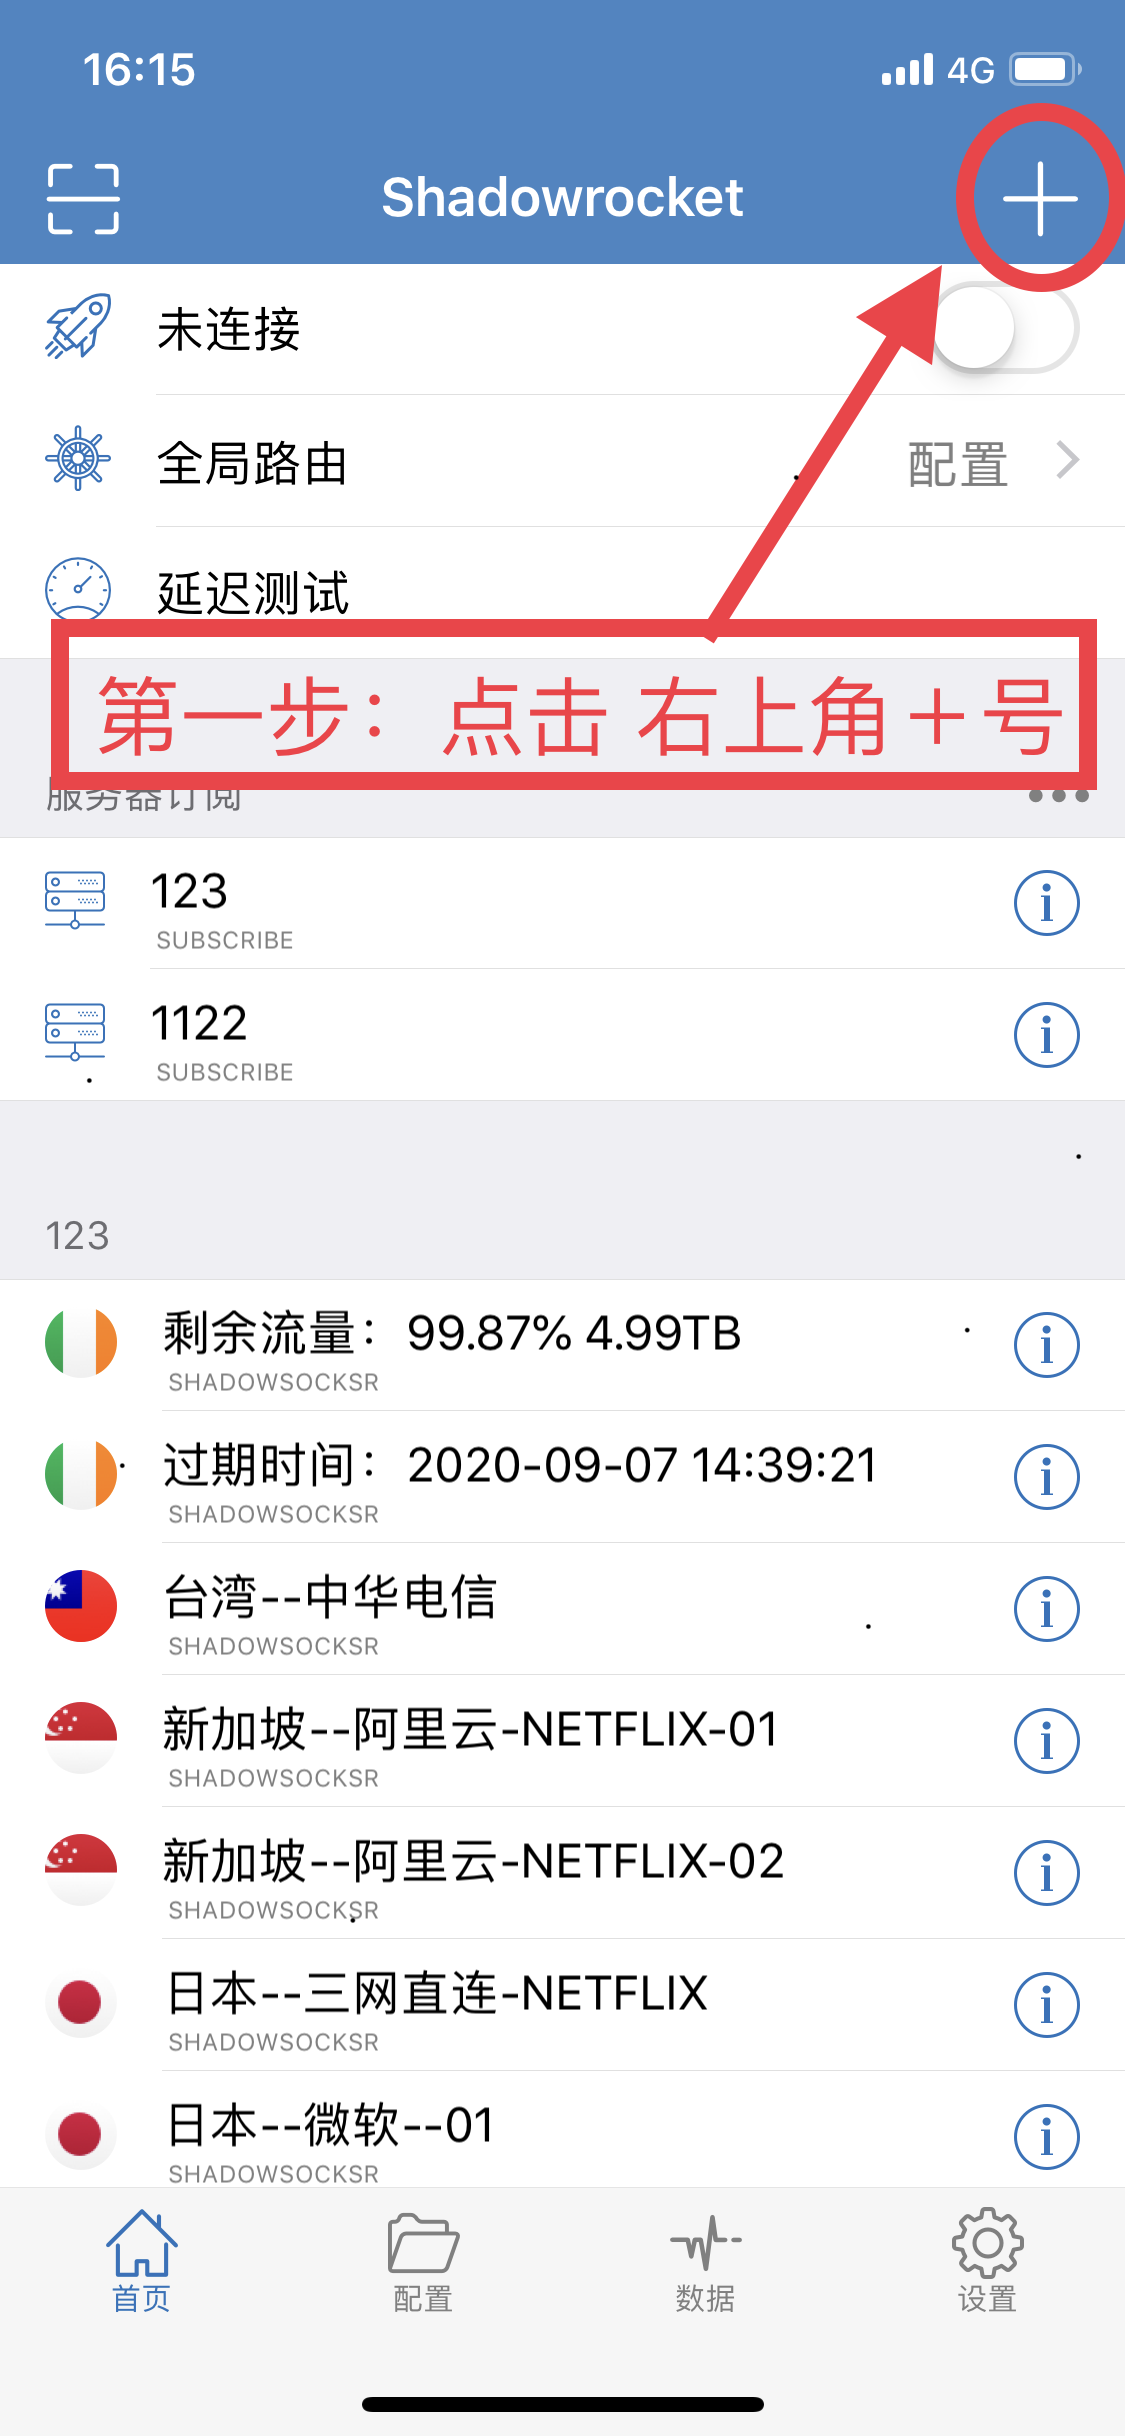 16:15
4G
Shadowrocket
未连接
全局路由
配置
延迟测试
第一步：点击 右上角＋号
服务器订阅
123
SUBSCRIBE
1122
SUBSCRIBE
123
剩余流量：99.87% 4.99TB
SHADOWSOCKSR
过期时间：2020-09-07 14:39:21
SHADOWSOCKSR
台湾--中华电信
SHADOWSOCKSR
新加坡--阿里云-NETFLIX-01
SHADOWSOCKSR
新加坡--阿里云-NETFLIX-02
SHADOWSOCKSR
日本--三网直连-NETFLIX
SHADOWSOCKSR
日本--微软--01
SHADOWSOCKSR
首页
配置
数据
设置